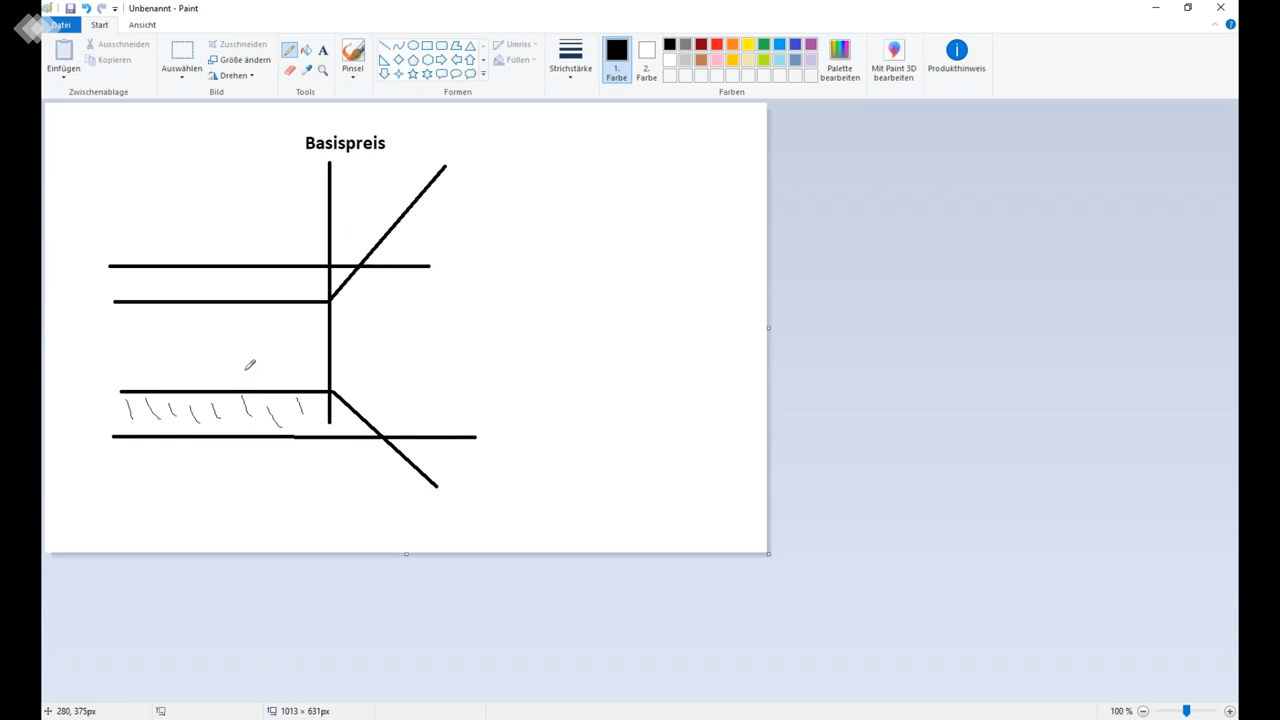 Unbenannt - Paint
Datei
Start
Ansicht
Einfügen
Ausschneiden
Kopieren
Zwischenablage
Auswählen
Zuschneiden
Größe ändern
Drehen
Bild
A
Tools
Pinsel
Umriss
Füllen
Formen
Strichstärke
1.
Farbe
2.
Farbe
Palette
bearbeiten
Farben
Mit Paint 3D
bearbeiten
Produkthinweis
Basispreis
280, 375px
1013 × 631px
100 %